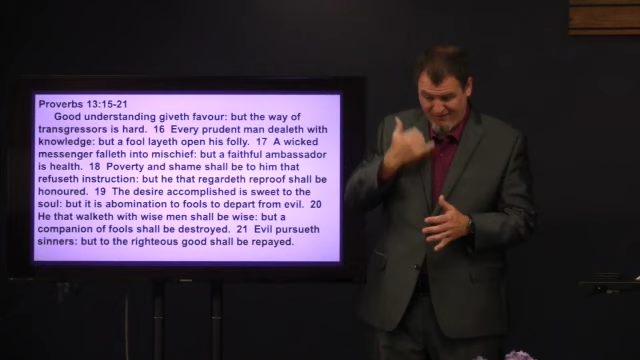 Proverbs 13:15-21
Good understanding giveth favour: but the way of
transgressors is hard. 16 Every prudent man dealeth with
knowledge: but a fool layeth open his folly. 17 A wicked
messenger falleth into mischief: but a faithful ambassador
is health. 18 Poverty and shame shall be to him that
refuseth instruction: but he that regardeth reproof shall be
honoured. 19 The desire accomplished is sweet to the
soul: but it is abomination to fools to depart from evil. 20
He that walketh with wise men shall be wise: but a
companion of fools shall be destroyed. 21 Evil pursueth
sinners: but to the righteous good shall be repayed.